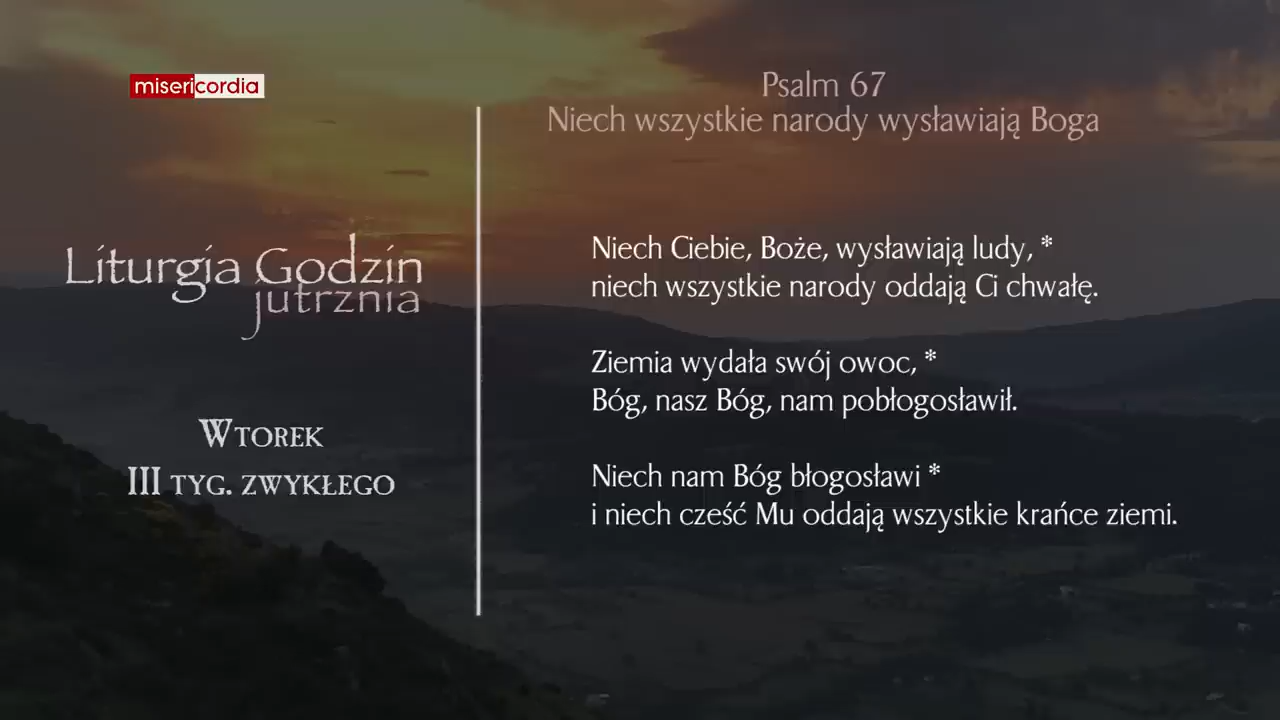 misericordia
Liturgia Godzin
jutrznia
Wtorek
III tyg. zwykłego
Psalm 67
Niech wszystkie narody wysławiają Boga
Niech Ciebie, Boże, wysławiają ludy, *
niech wszystkie narody oddają Ci chwałę.
Ziemia wydała swój owoc, *
Bóg, nasz Bóg, nam pobłogosławił.
Niech nam Bóg błogosławi *
i niech cześć Mu oddają wszystkie krańce ziemi.